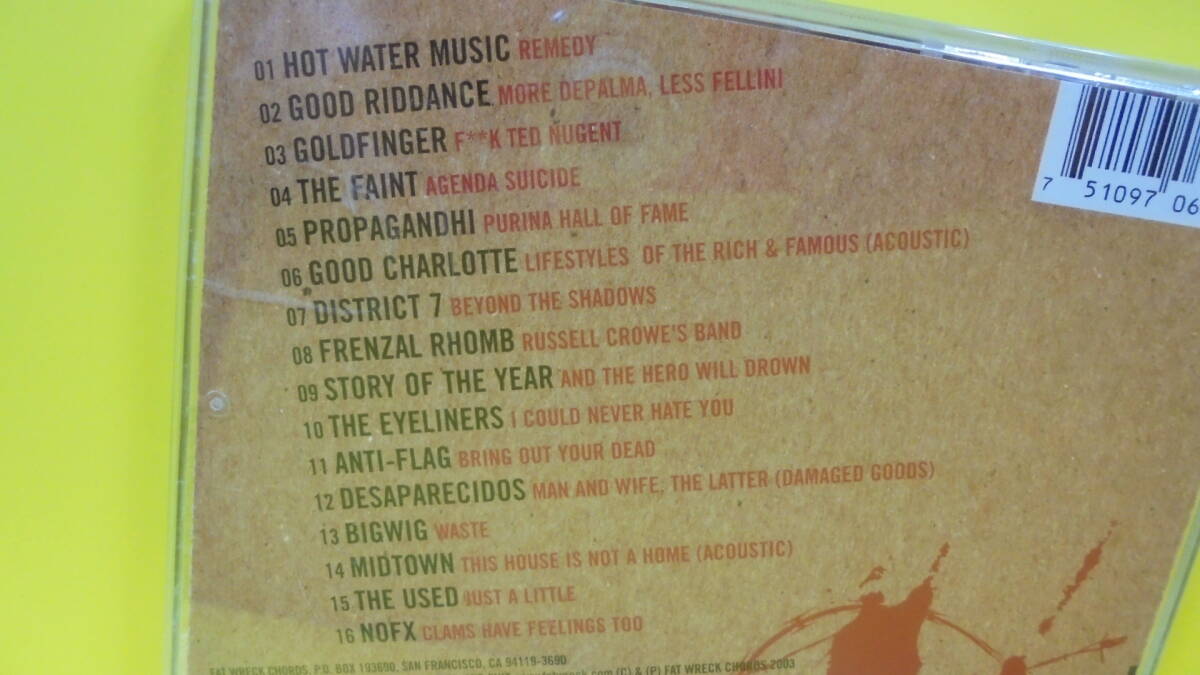 01 HOT WATER MUSIC REMEDY
02 GOOD RIDDANCE MORE DEPALMA, LESS FELLINI
03 GOLDFINGER F**K TED NUGENT
04 THE FAINT AGENDA SUICIDE
05 PROPAGANDHI PURINA HALL OF FAME
06 GOOD CHARLOTTE LIFESTYLES OF THE RICH & FAMOUS (ACOUSTIC)
07 DISTRICT 7 BEYOND THE SHADOWS
08 FRENZAL RHOMB RUSSELL CROWE'S BAND
09 STORY OF THE YEAR AND THE HERO WILL DROWN
10 THE EYELINERS I COULD NEVER HATE YOU
11 ANTI-FLAG BRING OUT YOUR DEAD
12 DESAPARECIDOS MAN AND WIFE, THE LATTER (DAMAGED GOODS)
13 BIGWIG WASTE
14 MIDTOWN THIS HOUSE IS NOT A HOME (ACOUSTIC)
15 THE USED JUST A LITTLE
16 NOFX CLAMS HAVE FEELINGS TOO
7 51097 06
FAT WRECK CHORDS, P.O. BOX 193690, SAN FRANCISCO, CA 94119-3690
(C) & (P) FAT WRECK CHORDS 2003